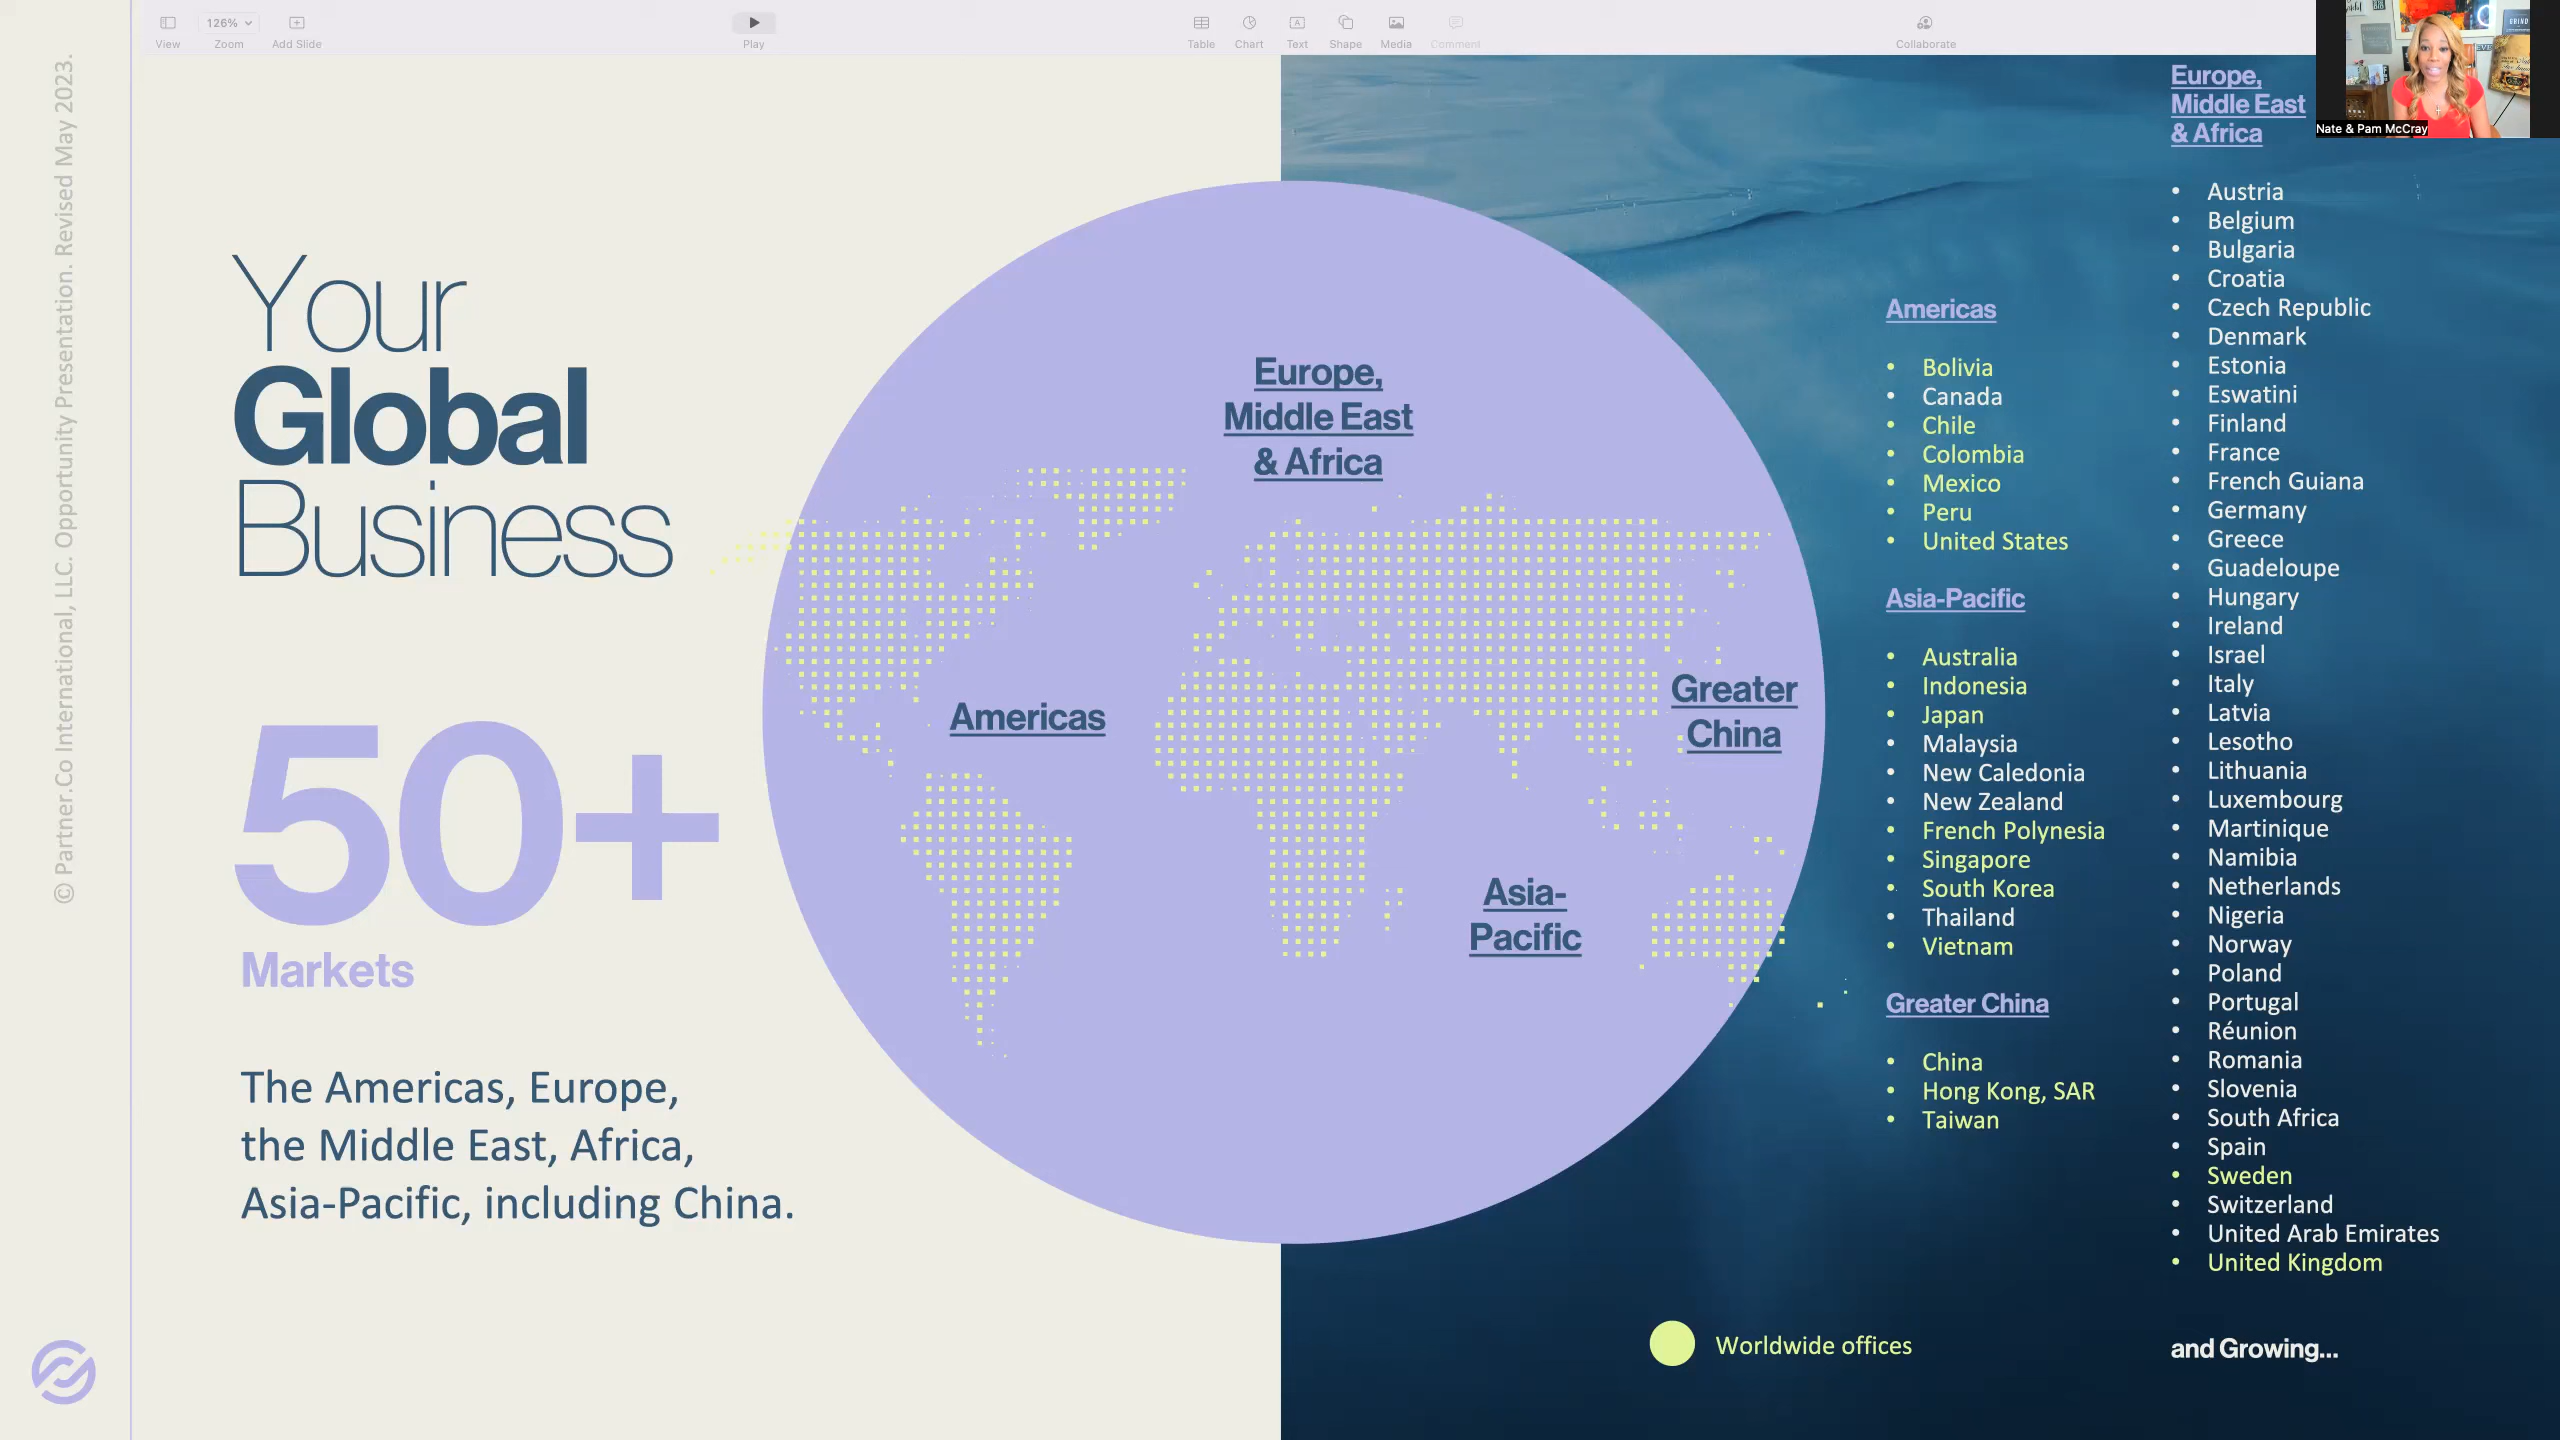 View
126%
Zoom
Add Slide
Play
Table
Chart
Text
Shape
Media
Comment
Collaborate
Nate & Pam McCray
© Partner.Co International, LLC. Opportunity Presentation. Revised May 2023.
Your
Global
Business
50+
Markets
The Americas, Europe,
the Middle East, Africa,
Asia-Pacific, including China.
Europe,
Middle East
& Africa
Americas
Greater
China
Asia-
Pacific
Americas
• Bolivia
• Canada
• Chile
• Colombia
• Mexico
• Peru
• United States
Asia-Pacific
• Australia
• Indonesia
• Japan
• Malaysia
• New Caledonia
• New Zealand
• French Polynesia
• Singapore
• South Korea
• Thailand
• Vietnam
Greater China
• China
• Hong Kong, SAR
• Taiwan
Europe,
Middle East
& Africa
• Austria
• Belgium
• Bulgaria
• Croatia
• Czech Republic
• Denmark
• Estonia
• Eswatini
• Finland
• France
• French Guiana
• Germany
• Greece
• Guadeloupe
• Hungary
• Ireland
• Israel
• Italy
• Latvia
• Lesotho
• Lithuania
• Luxembourg
• Martinique
• Namibia
• Netherlands
• Nigeria
• Norway
• Poland
• Portugal
• Réunion
• Romania
• Slovenia
• South Africa
• Spain
• Sweden
• Switzerland
• United Arab Emirates
• United Kingdom
Worldwide offices
and Growing...